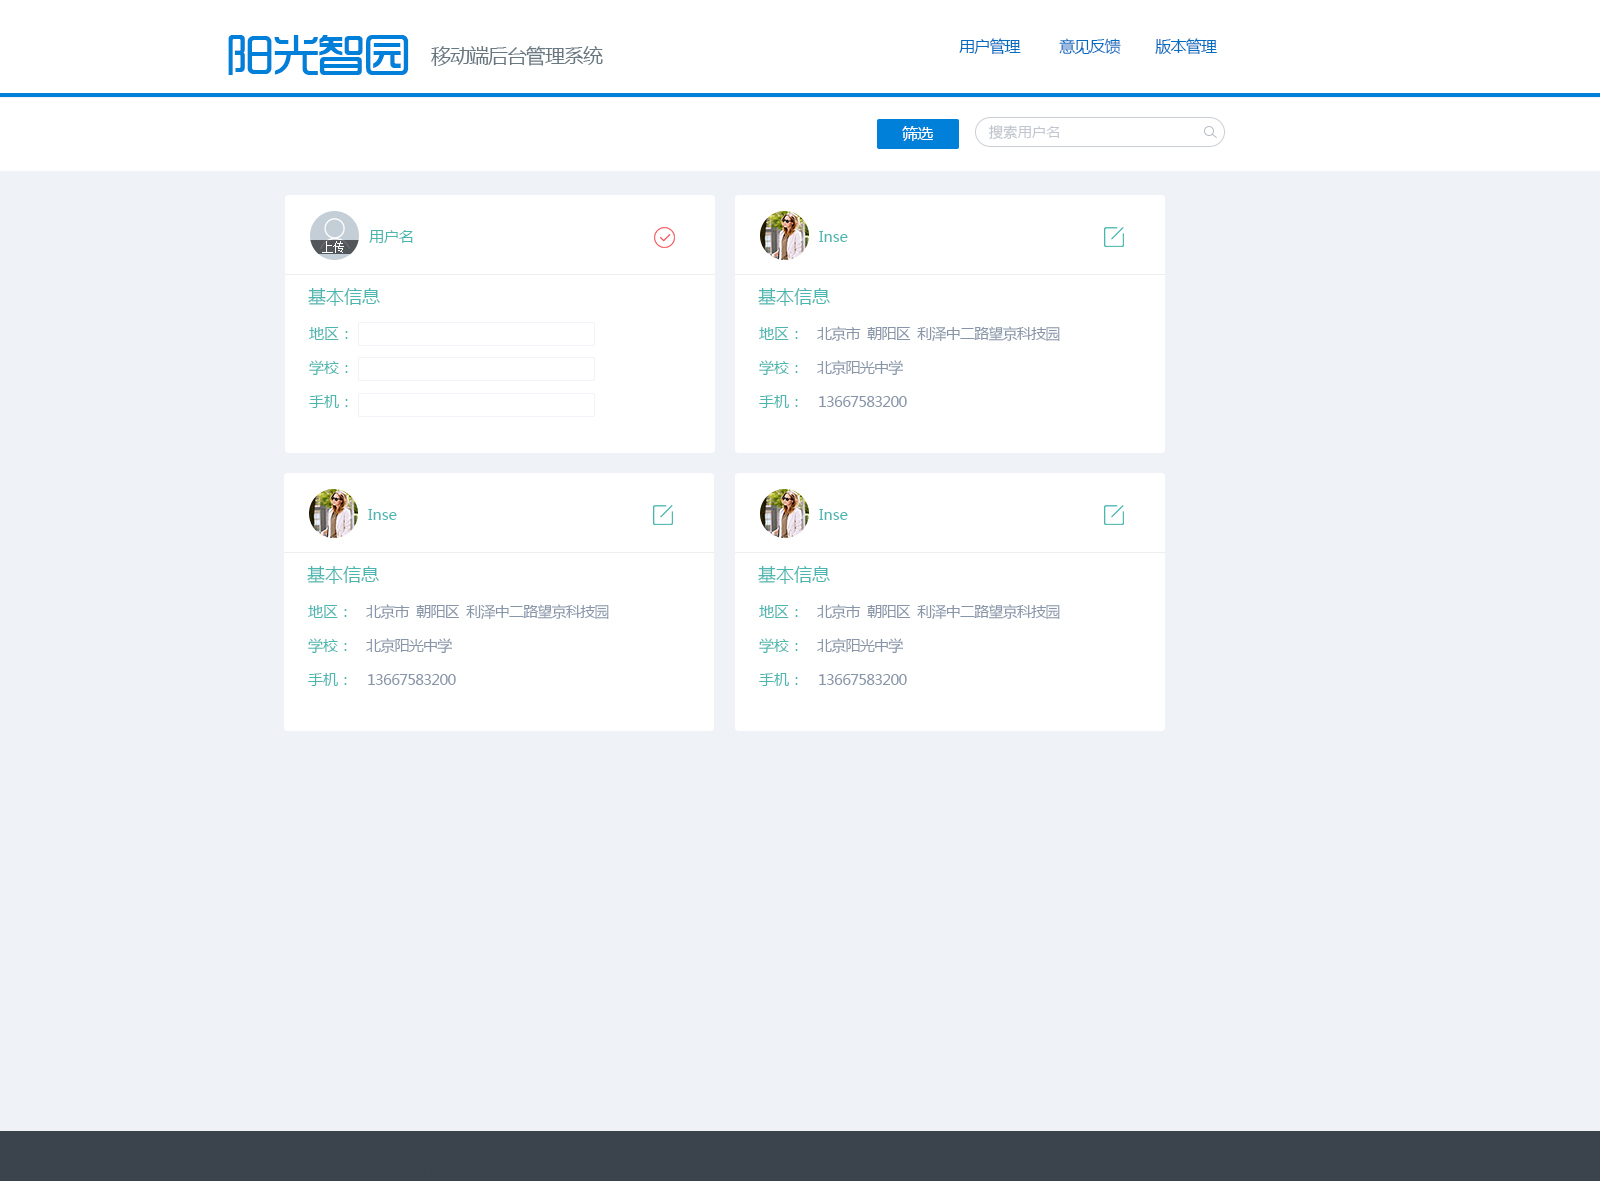 阳光智园 移动端后台管理系统 用户管理 意见反馈 版本管理
筛选 搜索用户名
上传 用户名
基本信息
地区：
学校：
手机：
Inse
基本信息
地区： 北京市 朝阳区 利泽中二路望京科技园
学校： 北京阳光中学
手机： 13667583200
Inse
基本信息
地区： 北京市 朝阳区 利泽中二路望京科技园
学校： 北京阳光中学
手机： 13667583200
Inse
基本信息
地区： 北京市 朝阳区 利泽中二路望京科技园
学校： 北京阳光中学
手机： 13667583200